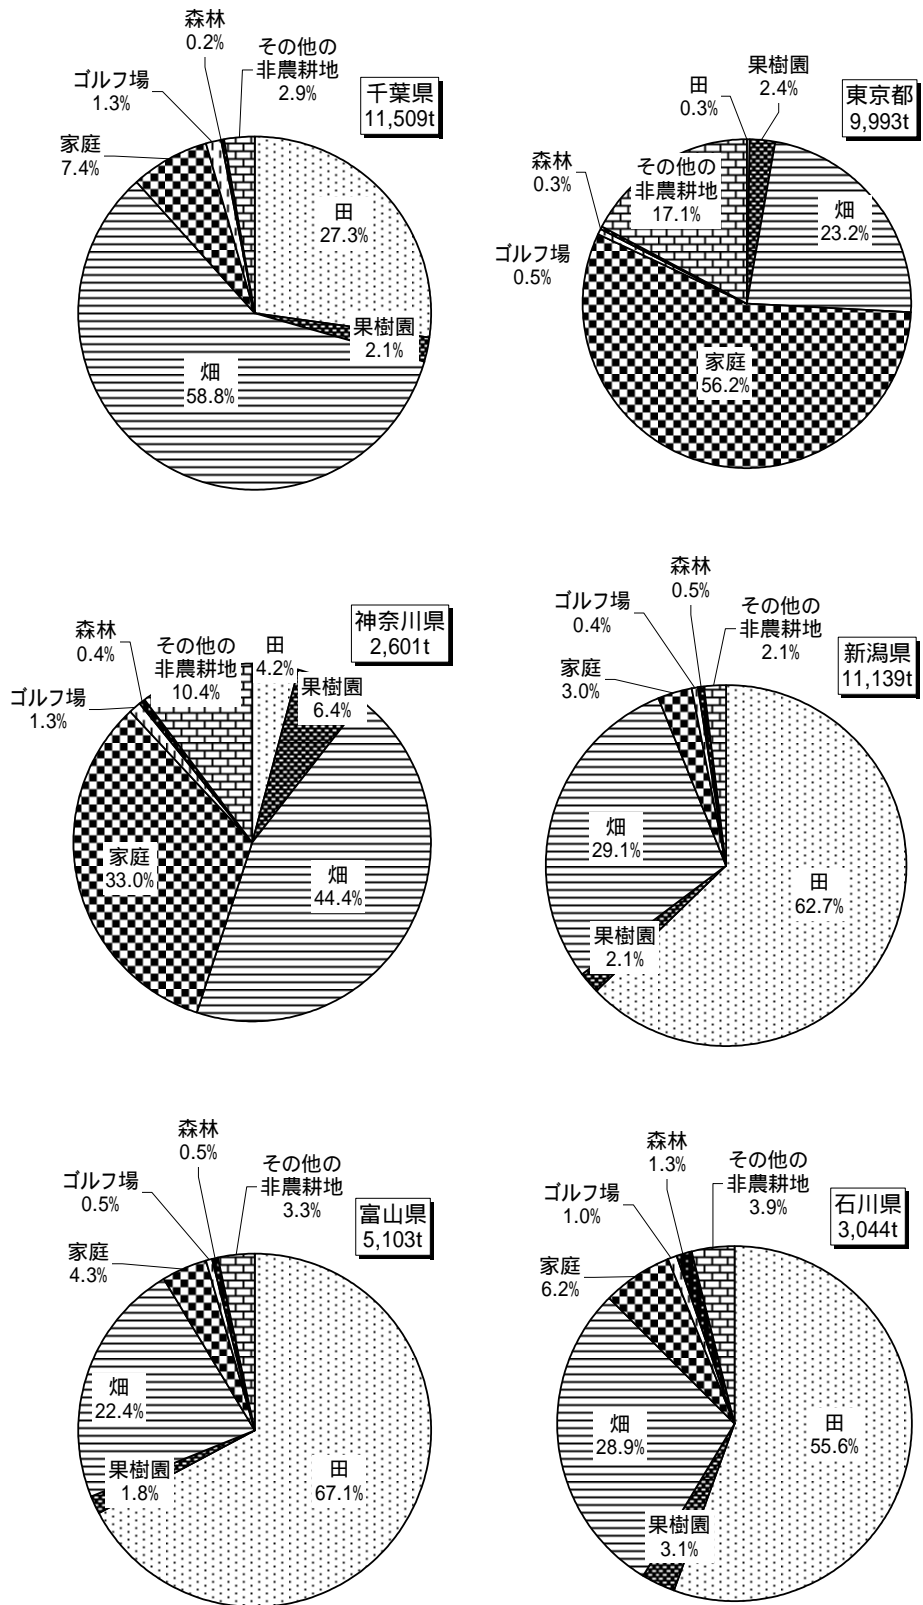 千葉県
11,509t
森林
0.2%
その他の
非農耕地
2.9%
ゴルフ場
1.3%
家庭
7.4%
田
27.3%
果樹園
2.1%
畑
58.8%
東京都
9,993t
田
0.3%
果樹園
2.4%
森林
0.3%
その他の
非農耕地
17.1%
畑
23.2%
ゴルフ場
0.5%
家庭
56.2%
神奈川県
2,601t
森林
0.4%
その他の
非農耕地
10.4%
田
4.2%
果樹園
6.4%
ゴルフ場
1.3%
家庭
33.0%
畑
44.4%
新潟県
11,139t
森林
0.5%
ゴルフ場
0.4%
その他の
非農耕地
2.1%
家庭
3.0%
畑
29.1%
田
62.7%
果樹園
2.1%
富山県
5,103t
森林
0.5%
その他の
非農耕地
3.3%
ゴルフ場
0.5%
家庭
4.3%
畑
22.4%
果樹園
1.8%
田
67.1%
石川県
3,044t
森林
1.3%
その他の
非農耕地
3.9%
ゴルフ場
1.0%
家庭
6.2%
畑
28.9%
田
55.6%
果樹園
3.1%